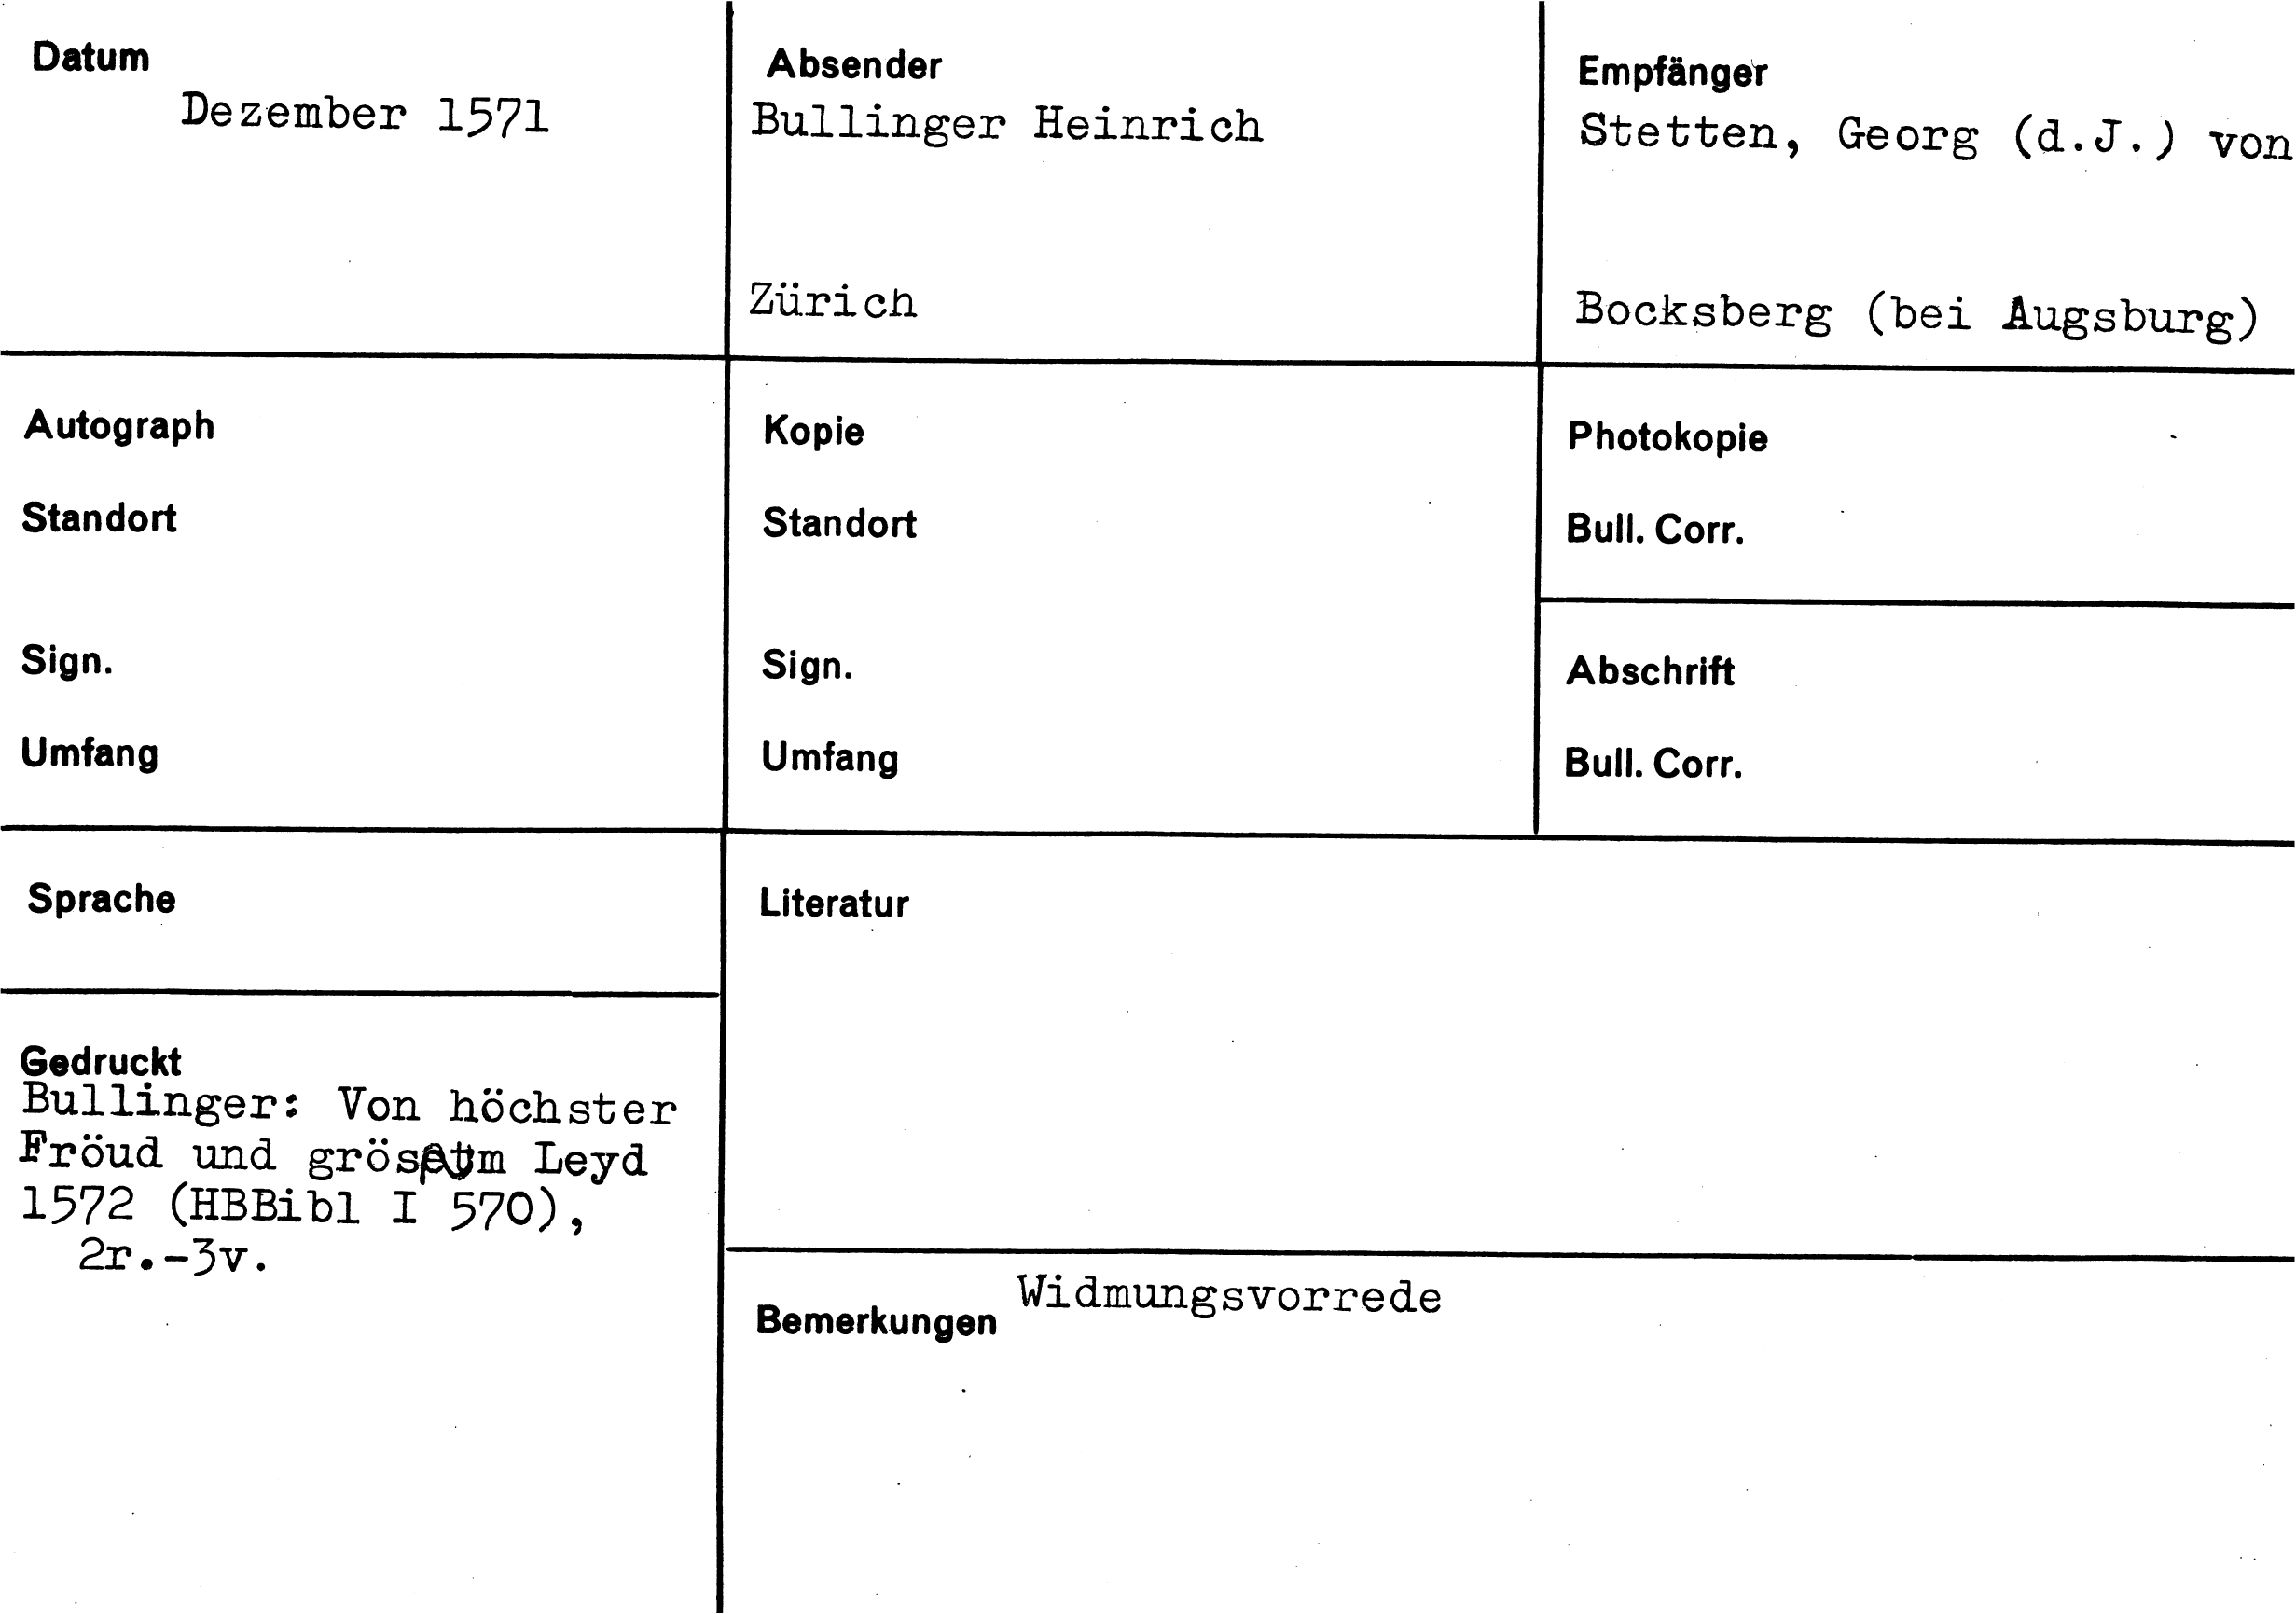 Datum
Dezember 1571
Absender
Bullinger Heinrich
Zürich
Empfänger
Stetten, Georg (d.J.) von
Bocksberg (bei Augsburg)
Autograph
Standort
Sign.
Umfang
Kopie
Standort
Sign.
Umfang
Photokopie
Bull. Corr.
Abschrift
Bull. Corr.
Sprache
Gedruckt
Bullinger: Von höchster
Fröud und Leyd
1572 (HBBibl I 570),
2r.-3v.
Literatur
Bemerkungen
Widmungsvorrede